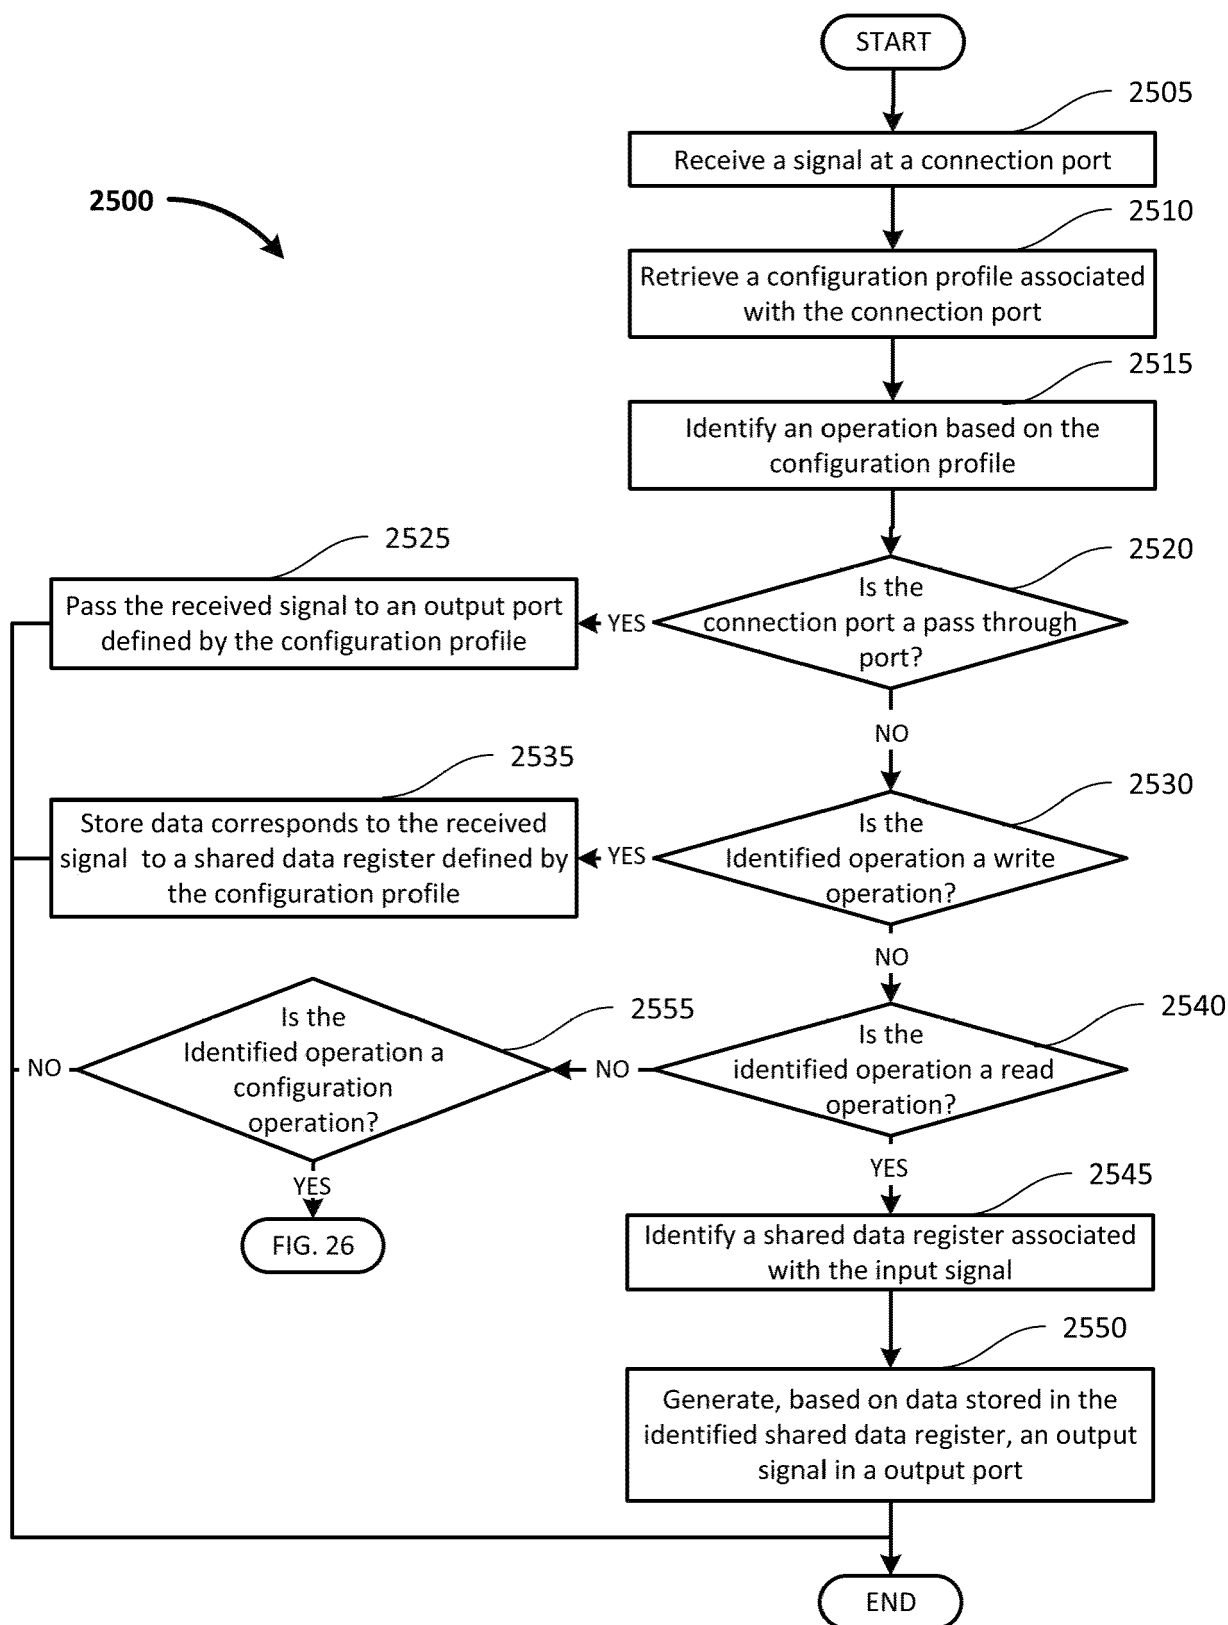 START
2505
Receive a signal at a connection port
2500
2510
Retrieve a configuration profile associated
with the connection port
2515
Identify an operation based on the
configuration profile
2520
Is the
connection port a pass through
port?
YES
2525
Pass the received signal to an output port
defined by the configuration profile
NO
2530
Is the
Identified operation a write
operation?
YES
2535
Store data corresponds to the received
signal to a shared data register defined by
the configuration profile
NO
2540
Is the
identified operation a read
operation?
NO
2555
Is the
Identified operation a
configuration
operation?
NO
YES
FIG. 26
YES
2545
Identify a shared data register associated
with the input signal
2550
Generate, based on data stored in the
identified shared data register, an output
signal in a output port
END